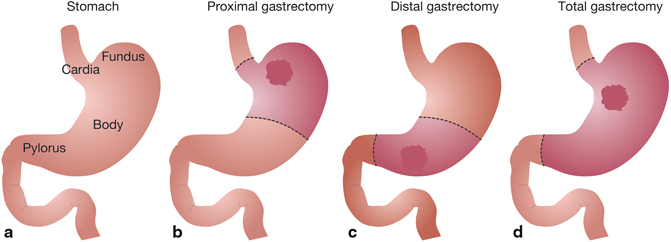 Stomach
Proximal gastrectomy
Distal gastrectomy
Total gastrectomy
Fundus
Cardia
Body
Pylorus
a
b
c
d